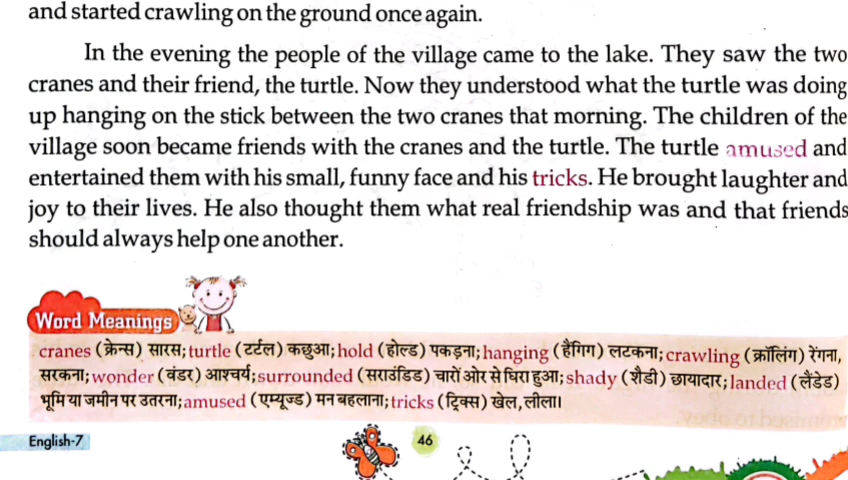 and started crawling on the ground once again.
In the evening the people of the village came to the lake. They saw the two
cranes and their friend, the turtle. Now they understood what the turtle was doing
up hanging on the stick between the two cranes that morning. The children of the
village soon became friends with the cranes and the turtle. The turtle amused and
entertained them with his small, funny face and his tricks. He brought laughter and
joy to their lives. He also thought them what real friendship was and that friends
should always help one another.
Word Meanings
cranes (क्रेन्स) सारस; turtle (टर्टल) कछुआ; hold (होल्ड) पकड़ना; hanging (हैंगिग) लटकना; crawling (क्रॉलिंग) रेंगना,
सरकना; wonder (वंडर) आश्चर्य; surrounded (सराउंडिड) चारों ओर से घिरा हुआ; shady (शैडी) छायादार; landed (लैंडेड)
भूमि या जमीन पर उतरना; amused (एम्यूज्ड) मन बहलाना; tricks (ट्रिक्स) खेल, लीला।
English-7
46